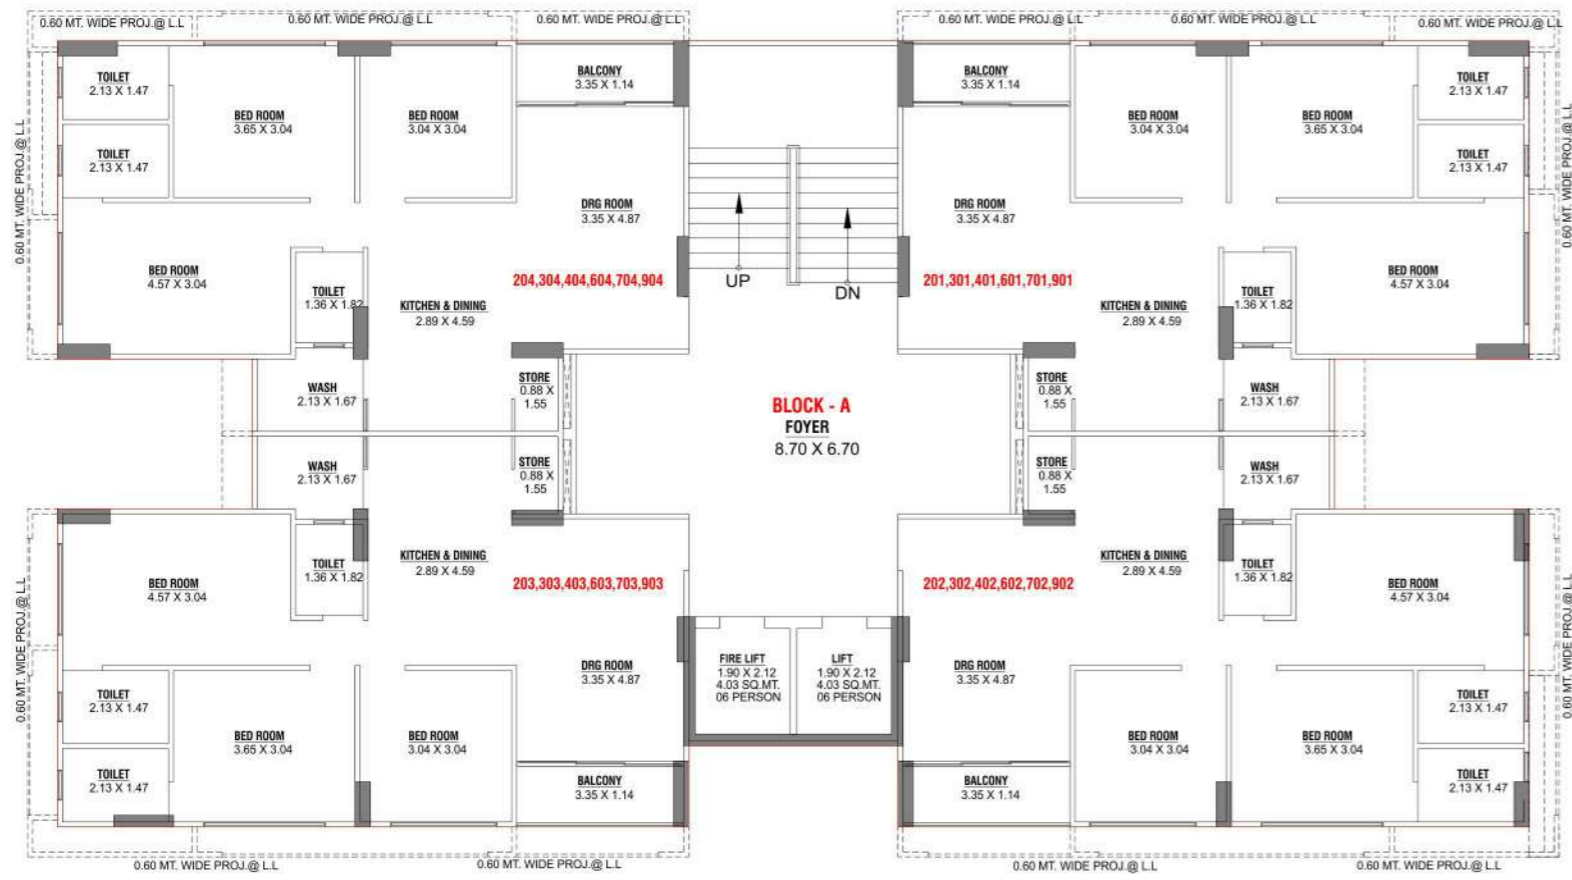 0.60 MT. WIDE PROJ.@ L.L
0.60 MT. WIDE PROJ.@ L.L
0.60 MT. WIDE PROJ.@ L.L
0.60 MT. WIDE PROJ.@ L.L
0.60 MT. WIDE PROJ.@ L.L
0.60 MT. WIDE PROJ.@ L.L
TOILET
2.13 X 1.47
BED ROOM
3.65 X 3.04
BED ROOM
3.04 X 3.04
BALCONY
3.35 X 1.14
BALCONY
3.35 X 1.14
BED ROOM
3.04 X 3.04
BED ROOM
3.65 X 3.04
TOILET
2.13 X 1.47
TOILET
2.13 X 1.47
TOILET
2.13 X 1.47
0.60 MT. WIDE PROJ.@ L.L
0.60 MT. WIDE PROJ.@ L.L
DRG ROOM
3.35 X 4.87
DRG ROOM
3.35 X 4.87
BED ROOM
4.57 X 3.04
TOILET
1.36 X 1.82
KITCHEN & DINING
2.89 X 4.59
204,304,404,604,704,904
UP
DN
201,301,401,601,701,901
KITCHEN & DINING
2.89 X 4.59
TOILET
1.36 X 1.82
BED ROOM
4.57 X 3.04
WASH
2.13 X 1.67
STORE
0.88 X
1.55
BLOCK - A
FOYER
8.70 X 6.70
STORE
0.88 X
1.55
WASH
2.13 X 1.67
WASH
2.13 X 1.67
STORE
0.88 X
1.55
STORE
0.88 X
1.55
WASH
2.13 X 1.67
BED ROOM
4.57 X 3.04
TOILET
1.36 X 1.82
KITCHEN & DINING
2.89 X 4.59
203,303,403,603,703,903
202,302,402,602,702,902
KITCHEN & DINING
2.89 X 4.59
TOILET
1.36 X 1.82
BED ROOM
4.57 X 3.04
0.60 MT. WIDE PROJ.@ L.L
0.60 MT. WIDE PROJ.@ L.L
DRG ROOM
3.35 X 4.87
FIRE LIFT
1.90 X 2.12
4.03 SQ.MT.
06 PERSON
LIFT
1.90 X 2.12
4.03 SQ.MT.
06 PERSON
DRG ROOM
3.35 X 4.87
TOILET
2.13 X 1.47
TOILET
2.13 X 1.47
BED ROOM
3.65 X 3.04
BED ROOM
3.04 X 3.04
BED ROOM
3.04 X 3.04
BED ROOM
3.65 X 3.04
TOILET
2.13 X 1.47
BALCONY
3.35 X 1.14
BALCONY
3.35 X 1.14
TOILET
2.13 X 1.47
0.60 MT. WIDE PROJ.@ L.L
0.60 MT. WIDE PROJ.@ L.L
0.60 MT. WIDE PROJ.@ L.L
0.60 MT. WIDE PROJ.@ L.L